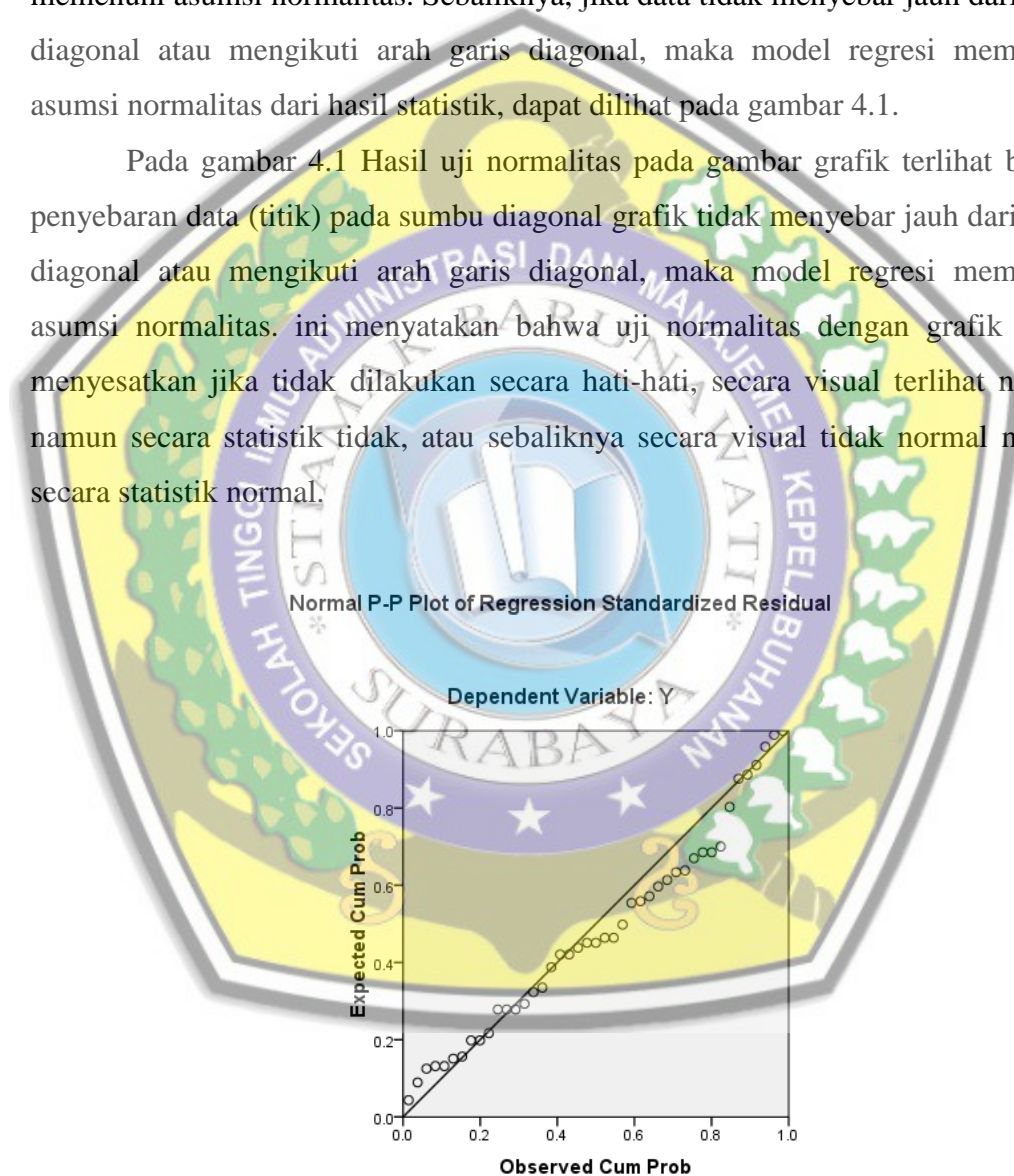 memenuhi asumsi normalitas. Sebaliknya, jika data tidak menyebar jauh dari
diagonal atau mengikuti arah garis diagonal, maka model regresi mem
asumsi normalitas dari hasil statistik, dapat dilihat pada gambar 4.1.
Pada gambar 4.1 Hasil uji normalitas pada gambar grafik terlihat b
penyebaran data (titik) pada sumbu diagonal grafik tidak menyebar jauh dari
diagonal atau mengikuti arah garis diagonal, maka model regresi mem
asumsi normalitas. ini menyatakan bahwa uji normalitas dengan grafik
menyesatkan jika tidak dilakukan secara hati-hati, secara visual terlihat n
namun secara statistik tidak, atau sebaliknya secara visual tidak normal n
secara statistik normal.
SEKOLAH TINGGI ILMU ADMINISTRASI DAN MANAJEMEN KEPELABUHANAN
*STIAMAK BARUNAWATI*
SURABAYA
Normal P-P Plot of Regression Standardized Residual
Dependent Variable: Y
Expected Cum Prob
1.0
0.8
0.6
0.4
0.2
0.0
0.0 0.2 0.4 0.6 0.8 1.0
Observed Cum Prob